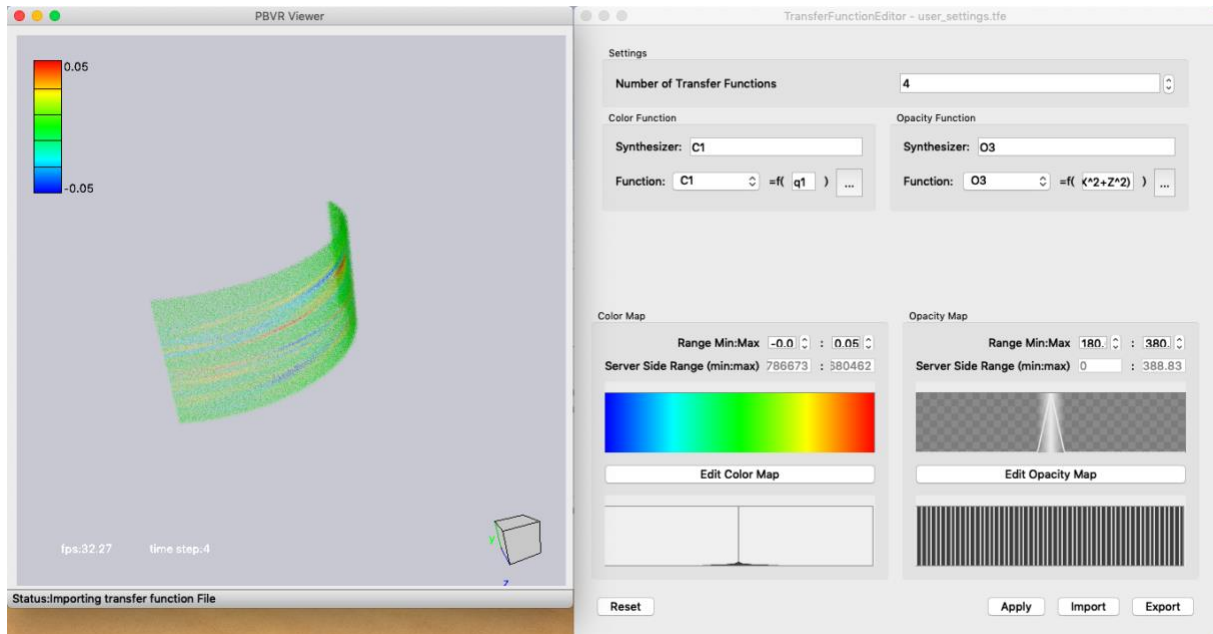 PBVR Viewer
0.05
-0.05
fps:32.27 time step:4
y
z
Status:Importing transfer function File
TransferFunctionEditor - user_settings.tfe
Settings
Number of Transfer Functions 4
Color Function
Synthesizer: C1
Function: C1 =f( q1 ) ...
Opacity Function
Synthesizer: O3
Function: O3 =f( X^2+Z^2) ) ...
Color Map
Range Min:Max -0.0 : 0.05
Server Side Range (min:max) 786673 : 680462
Edit Color Map
Opacity Map
Range Min:Max 180. : 380.
Server Side Range (min:max) 0 : 388.83
Edit Opacity Map
Reset
Apply Import Export